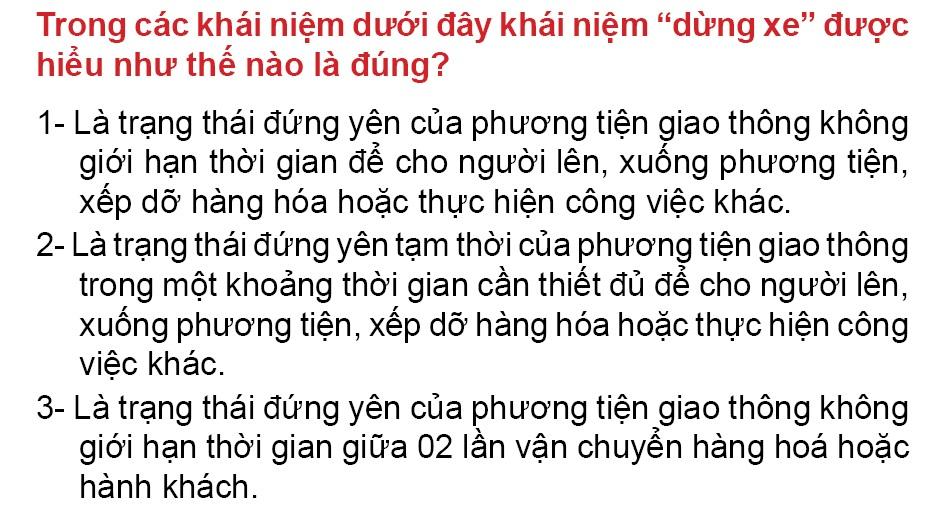 Trong các khái niệm dưới đây khái niệm “dừng xe” được
hiểu như thế nào là đúng?
1- Là trạng thái đứng yên của phương tiện giao thông không
giới hạn thời gian để cho người lên, xuống phương tiện,
xếp dỡ hàng hóa hoặc thực hiện công việc khác.
2- Là trạng thái đứng yên tạm thời của phương tiện giao thông
trong một khoảng thời gian cần thiết đủ để cho người lên,
xuống phương tiện, xếp dỡ hàng hóa hoặc thực hiện công
việc khác.
3- Là trạng thái đứng yên của phương tiện giao thông không
giới hạn thời gian giữa 02 lần vận chuyển hàng hoá hoặc
hành khách.